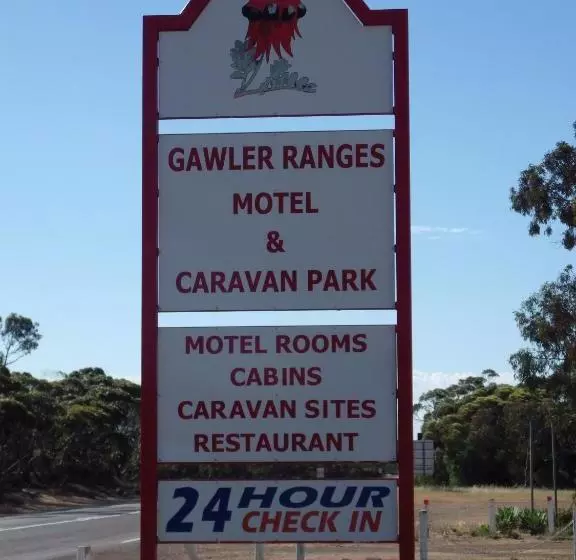 GAWLER RANGES
MOTEL
&
CARAVAN PARK
MOTEL ROOMS
CABINS
CARAVAN SITES
RESTAURANT
24 HOUR
CHECK IN